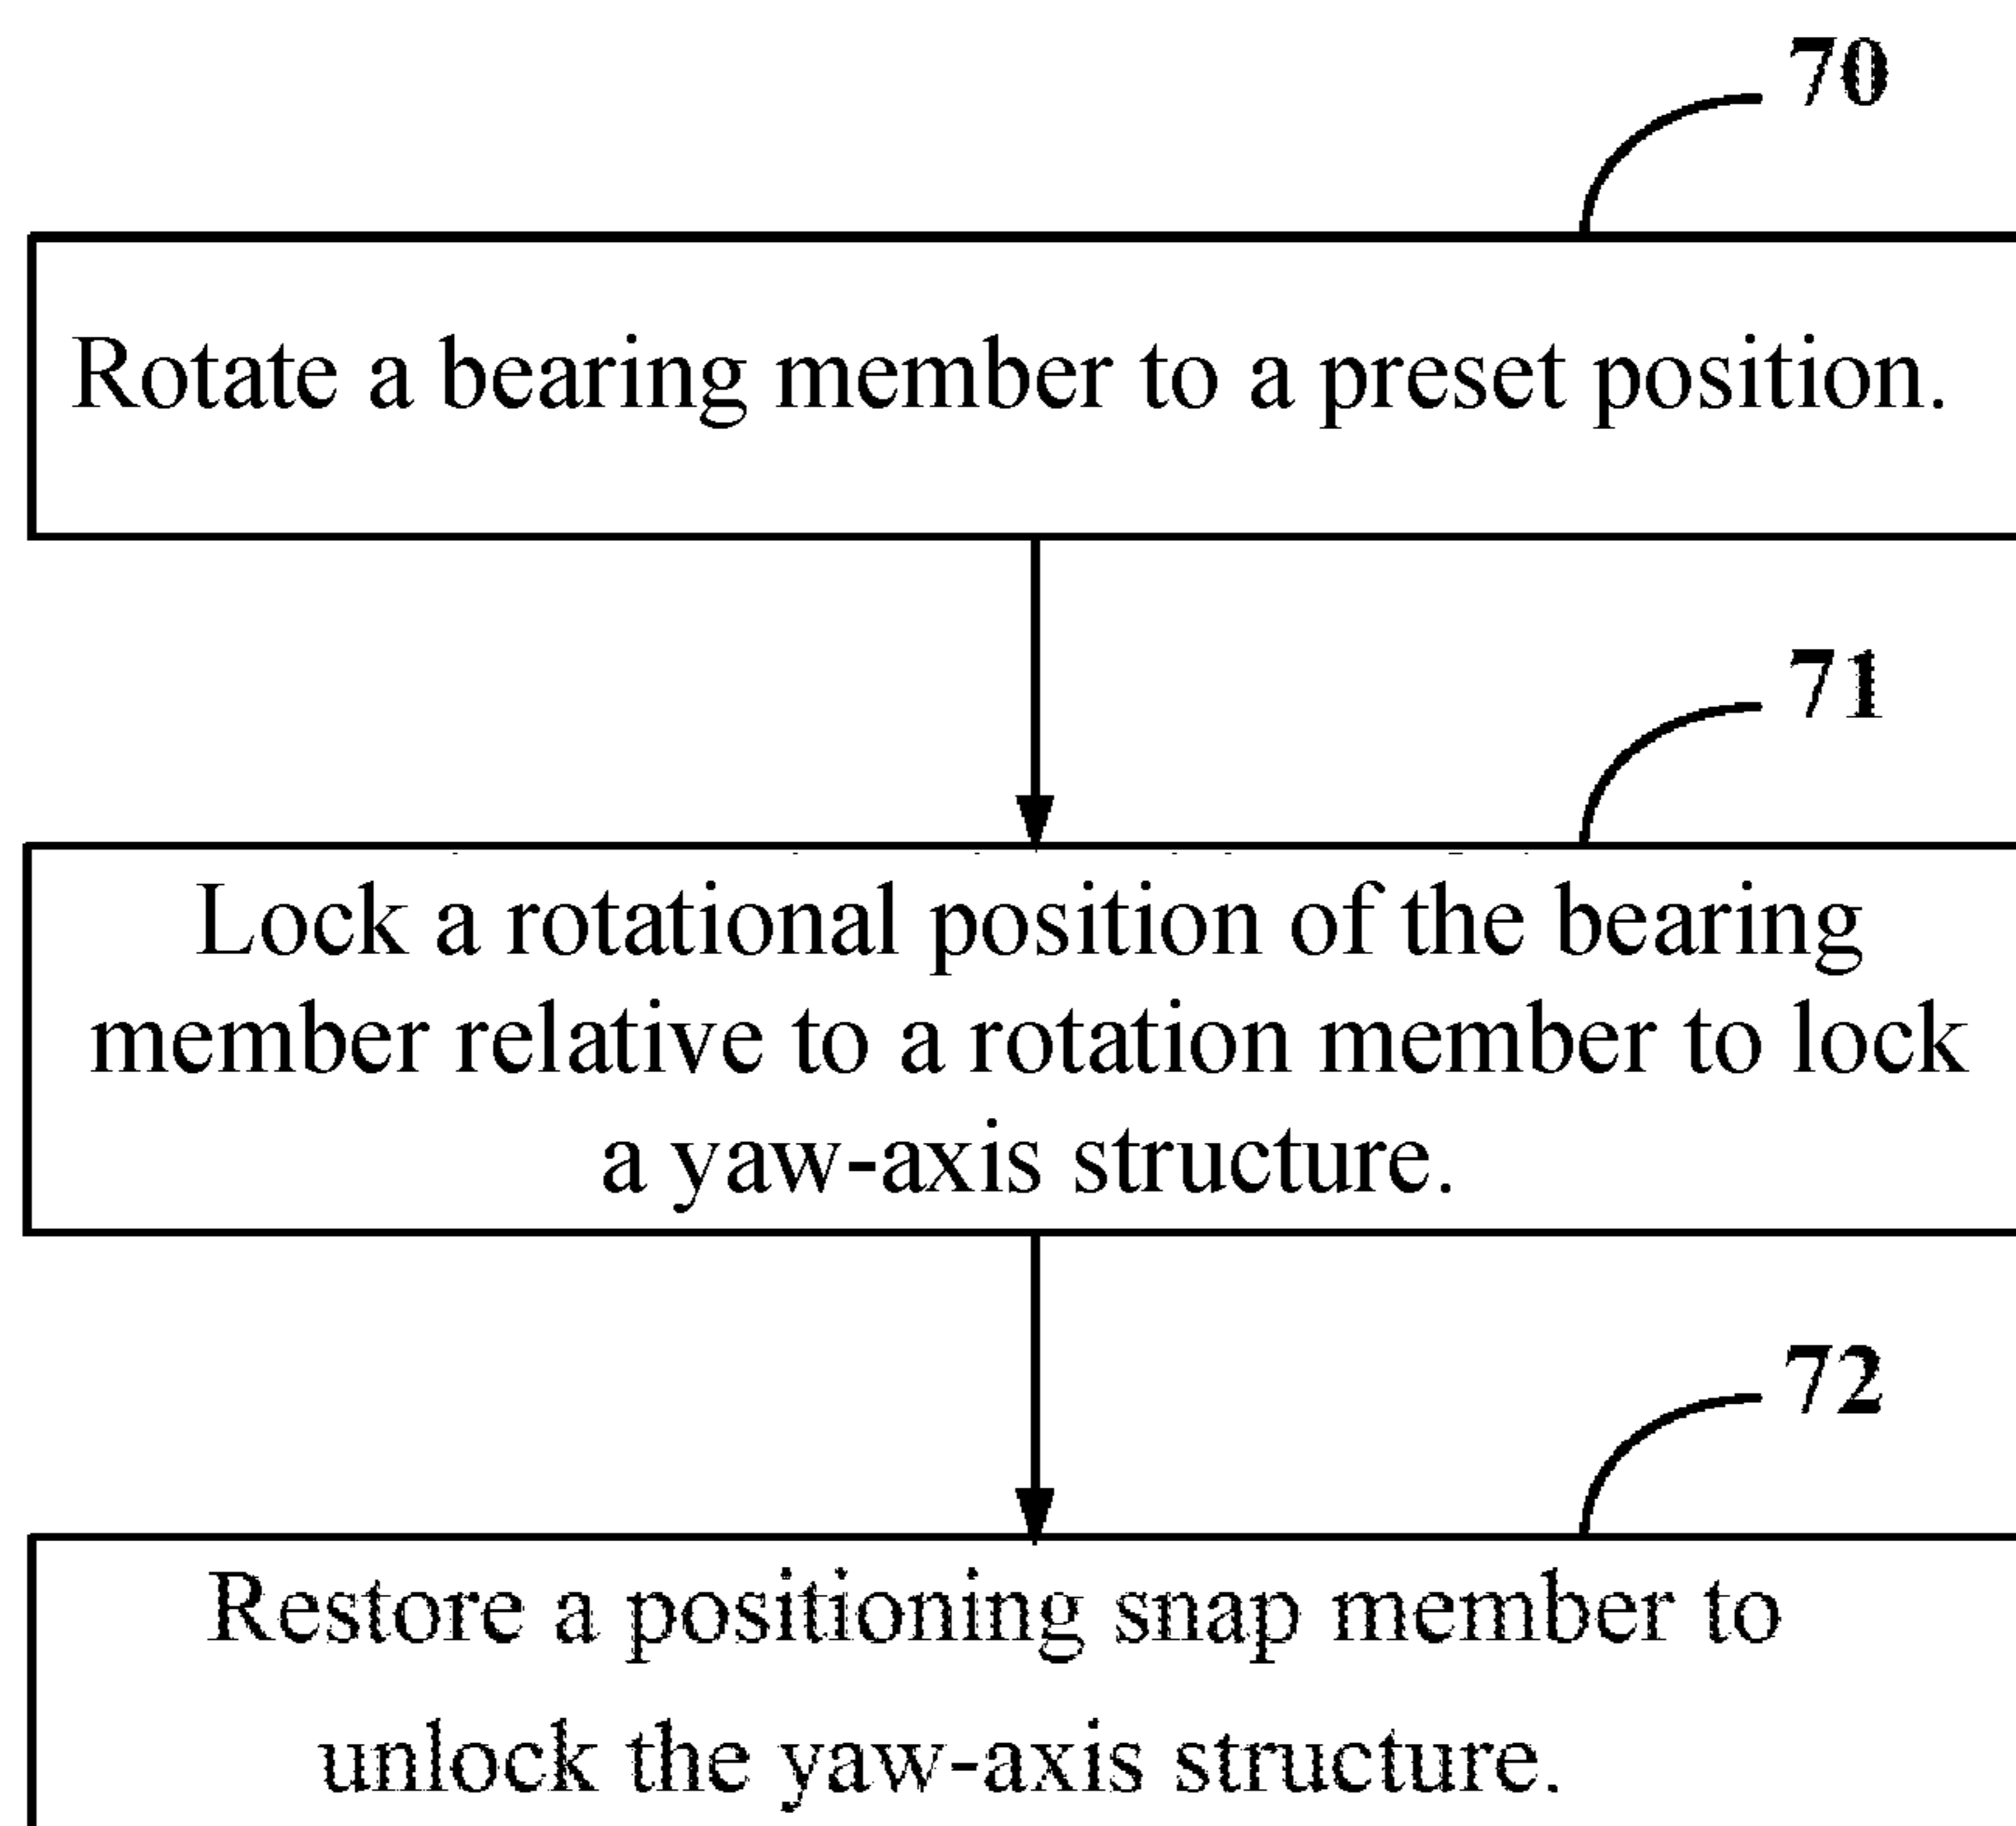 70
Rotate a bearing member to a preset position.
71
Lock a rotational position of the bearing
member relative to a rotation member to lock
a yaw-axis structure.
72
Restore a positioning snap member to
unlock the yaw-axis structure.